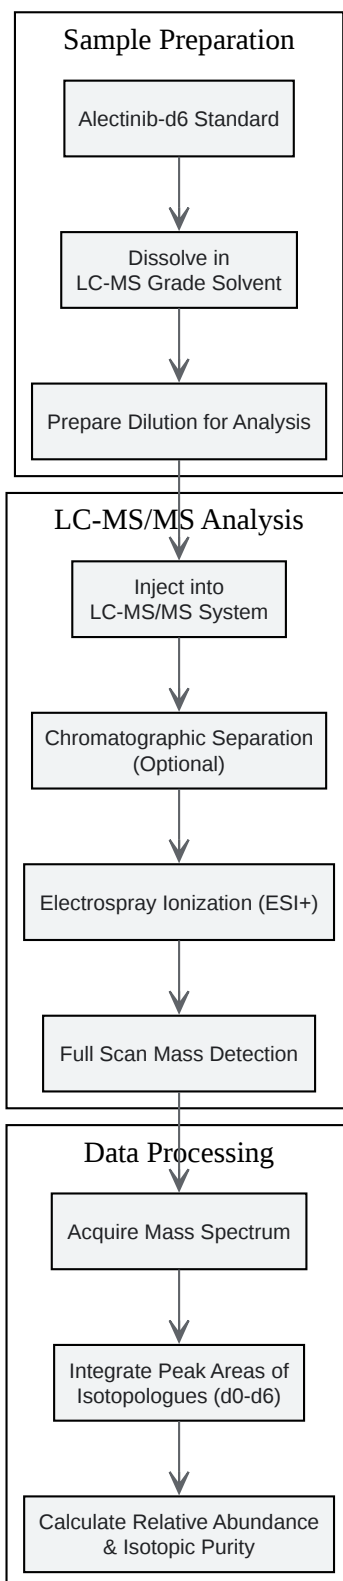 Sample Preparation
Alectinib-d6 Standard
Dissolve in
LC-MS Grade Solvent
Prepare Dilution for Analysis
LC-MS/MS Analysis
Inject into
LC-MS/MS System
Chromatographic Separation
(Optional)
Electrospray Ionization (ESI+)
Full Scan Mass Detection
Data Processing
Acquire Mass Spectrum
Integrate Peak Areas of
Isotopologues (d0-d6)
Calculate Relative Abundance
& Isotopic Purity